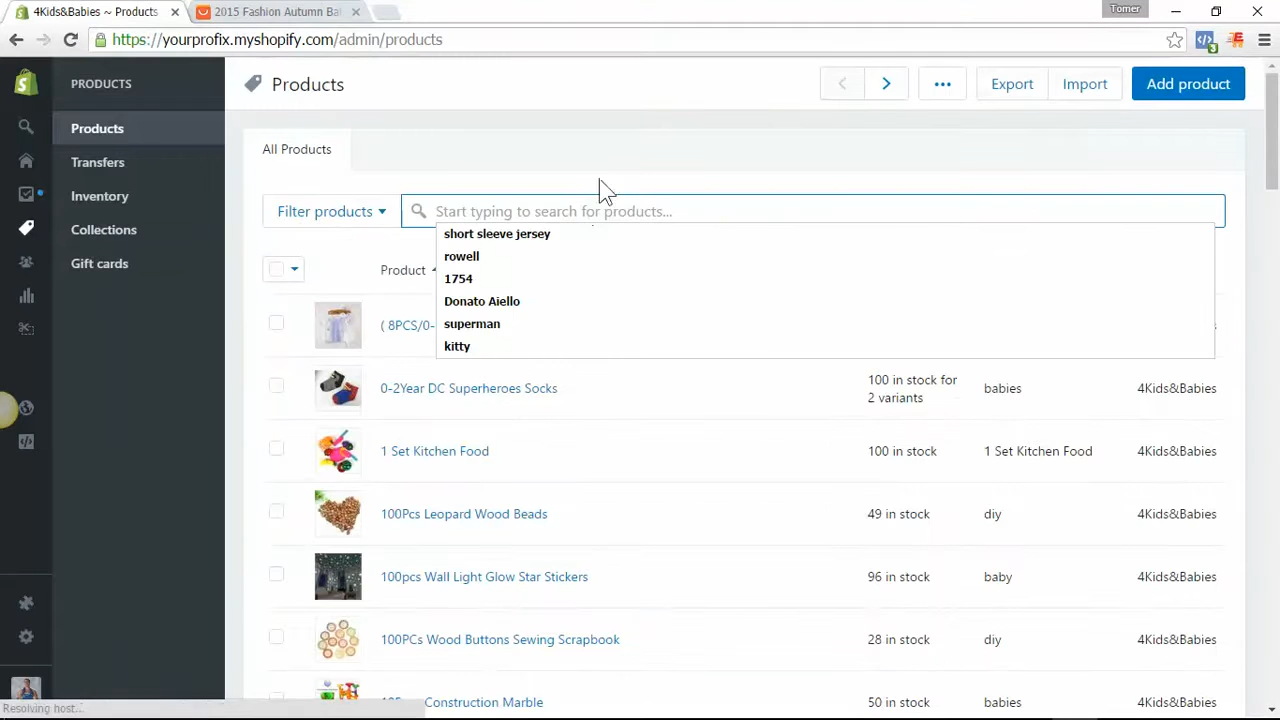 4Kids&Babies ~ Products
2015 Fashion Autumn Ba
Tomer
https://yourprofix.myshopify.com/admin/products
3
PRODUCTS
Products
Transfers
Inventory
Collections
Gift cards
Products
Export
Import
Add product
All Products
Filter products
Start typing to search for products...
short sleeve jersey
rowell
1754
Donato Aiello
superman
kitty
Product
( 8PCS/0-
0-2Year DC Superheroes Socks
100 in stock for
2 variants
babies
4Kids&Babies
1 Set Kitchen Food
100 in stock
1 Set Kitchen Food
4Kids&Babies
100Pcs Leopard Wood Beads
49 in stock
diy
4Kids&Babies
100pcs Wall Light Glow Star Stickers
96 in stock
baby
4Kids&Babies
100PCs Wood Buttons Sewing Scrapbook
28 in stock
diy
4Kids&Babies
Construction Marble
50 in stock
babies
4Kids&Babies
Resolving host...